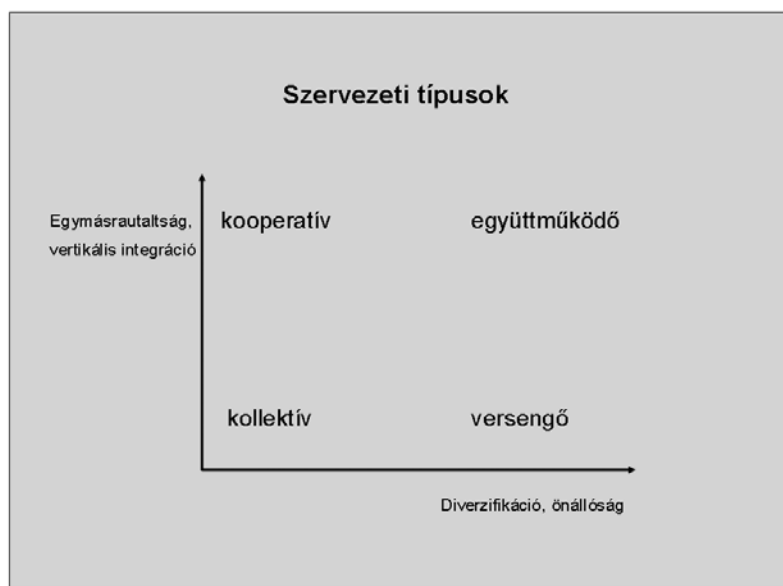 Szervezeti típusok
Egymásrautaltság,
vertikális integráció
kooperatív
együttműködő
kollektív
versengő
Diverzifikáció, önállóság